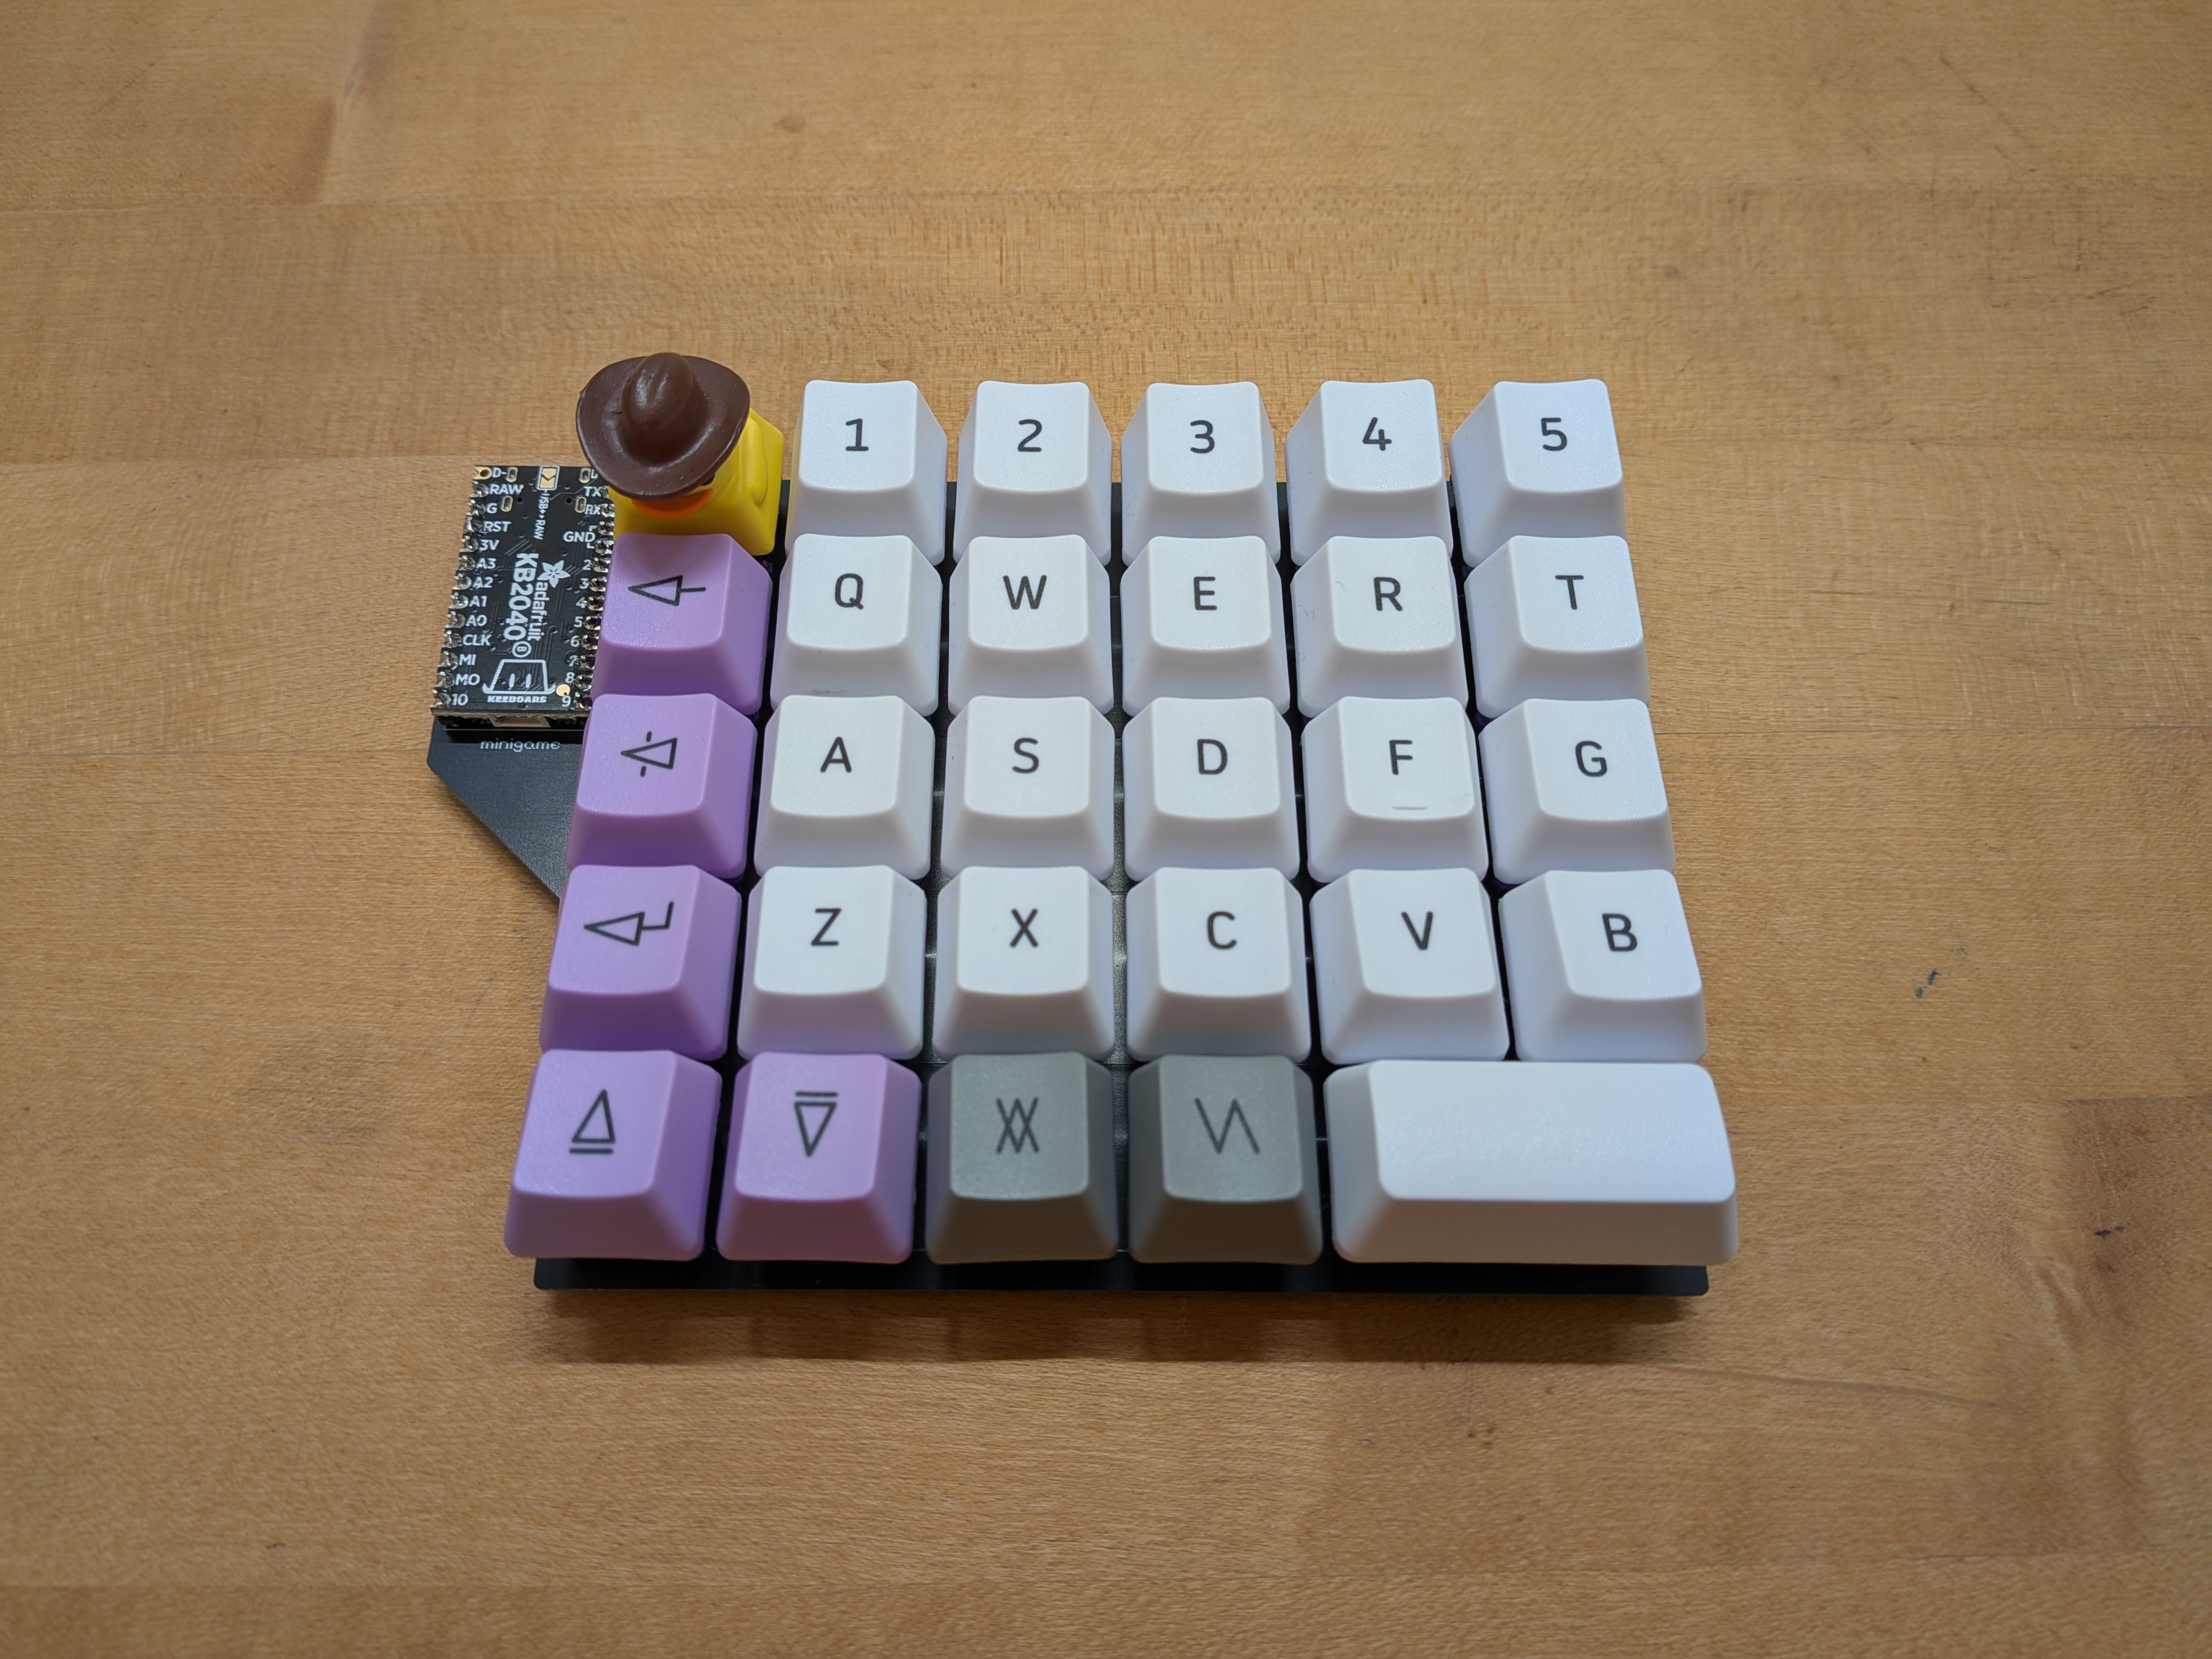 1 2 3 4 5
Q W E R T
A S D F G
Z X C V B
D-
RAW
G
RST
3V
A3
A2
A1
A0
CLK
MI
MO
10
USB+RAW
adafruit
KB2040
KEEBOARS
TX
RX
GND
2
3
4
5
6
7
8
9
minigame